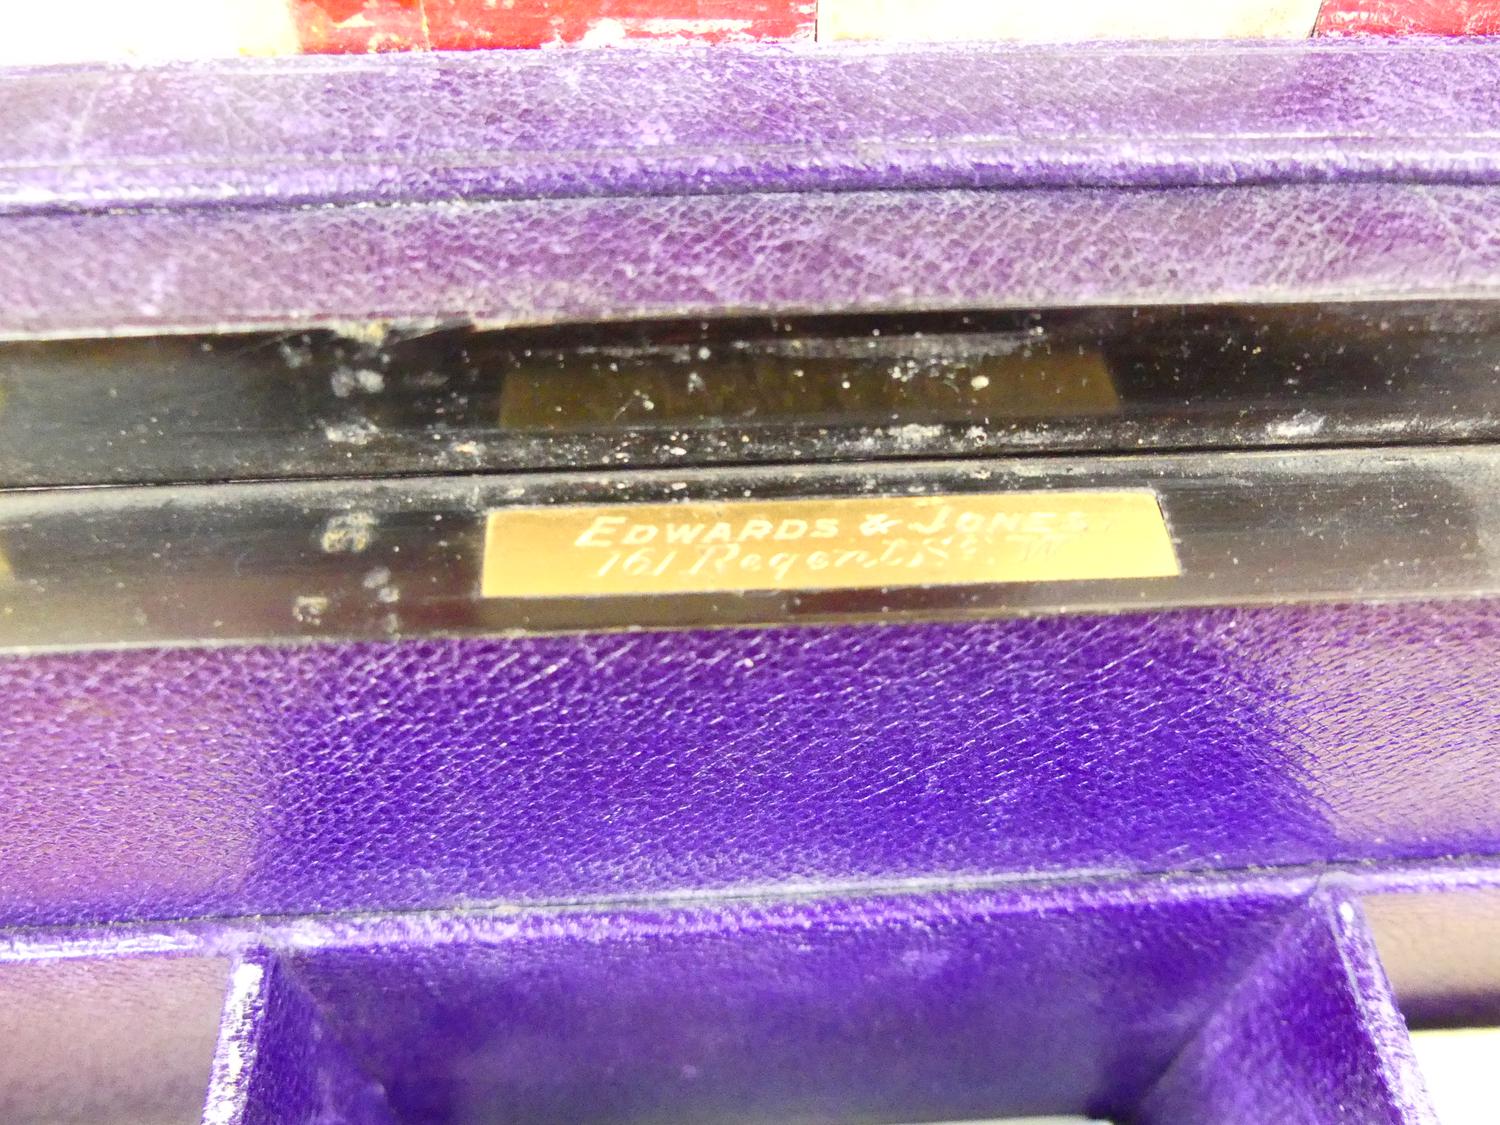 EDWARDS & JONES
161 Regent St. W